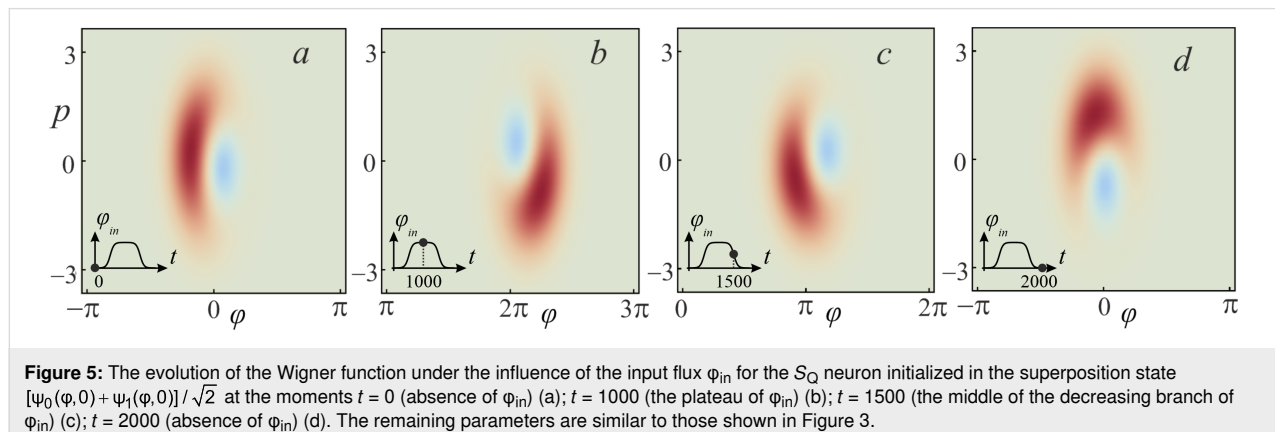 a
b
c
d
3
3
3
3
p
0
0
0
0
φin
φin
φin
φin
t
t
t
t
0
1000
1500
2000
−3
−3
−3
−3
−π 0 φ π
π 2π φ 3π
0 π φ 2π
−π 0 φ π
Figure 5: The evolution of the Wigner function under the influence of the input flux φin for the SQ neuron initialized in the superposition state
[ψ0(φ,0)+ψ1(φ,0)]/√2 at the moments t = 0 (absence of φin) (a); t = 1000 (the plateau of φin) (b); t = 1500 (the middle of the decreasing branch of
φin) (c); t = 2000 (absence of φin) (d). The remaining parameters are similar to those shown in Figure 3.